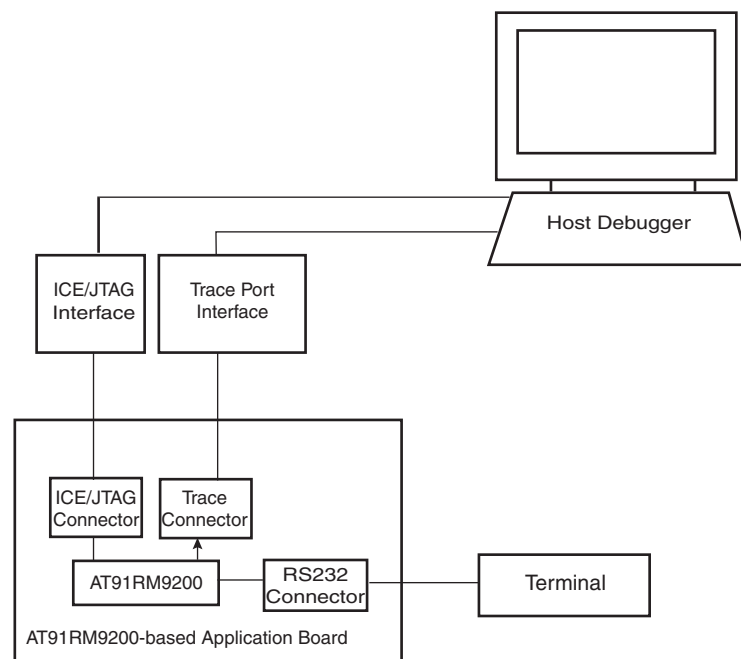 Host Debugger
ICE/JTAG
Interface
Trace Port
Interface
ICE/JTAG
Connector
Trace
Connector
AT91RM9200
RS232
Connector
Terminal
AT91RM9200-based Application Board